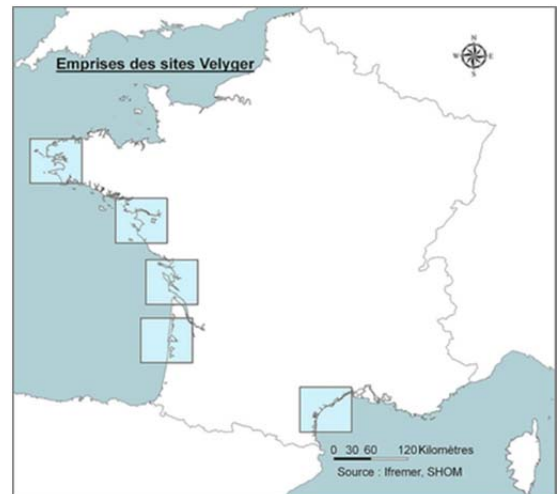 Emprises des sites Velyger
N
W E
S
0 30 60 120 Kilomètres
Source : Ifremer, SHOM